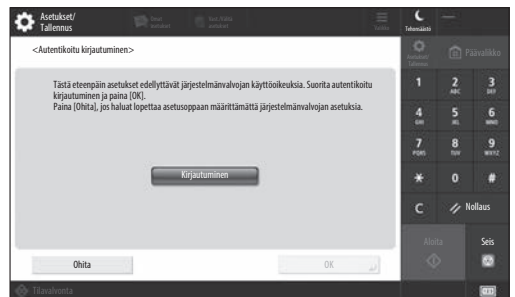 Asetukset/
Tallennus
Tehonsäästö
<Autentikoitu kirjautuminen>
Asetukset/
Tallennus
Päävalikko
Tästä eteenpäin asetukset edellyttävät järjestelmänvalvojan käyttöoikeuksia. Suorita autentikoitu
kirjautuminen ja paina [OK].
Paina [Ohita], jos haluat lopettaa asetusoppaan määrittämättä järjestelmänvalvojan asetuksia.
1 2 ABC 3 DEF
4 GHI 5 JKL 6 MNO
7 PQRS 8 TUV 9 WXYZ
Kirjautuminen
* 0 #
C Nollaus
Aloita Seis
Ohita OK
Tilavalvonta